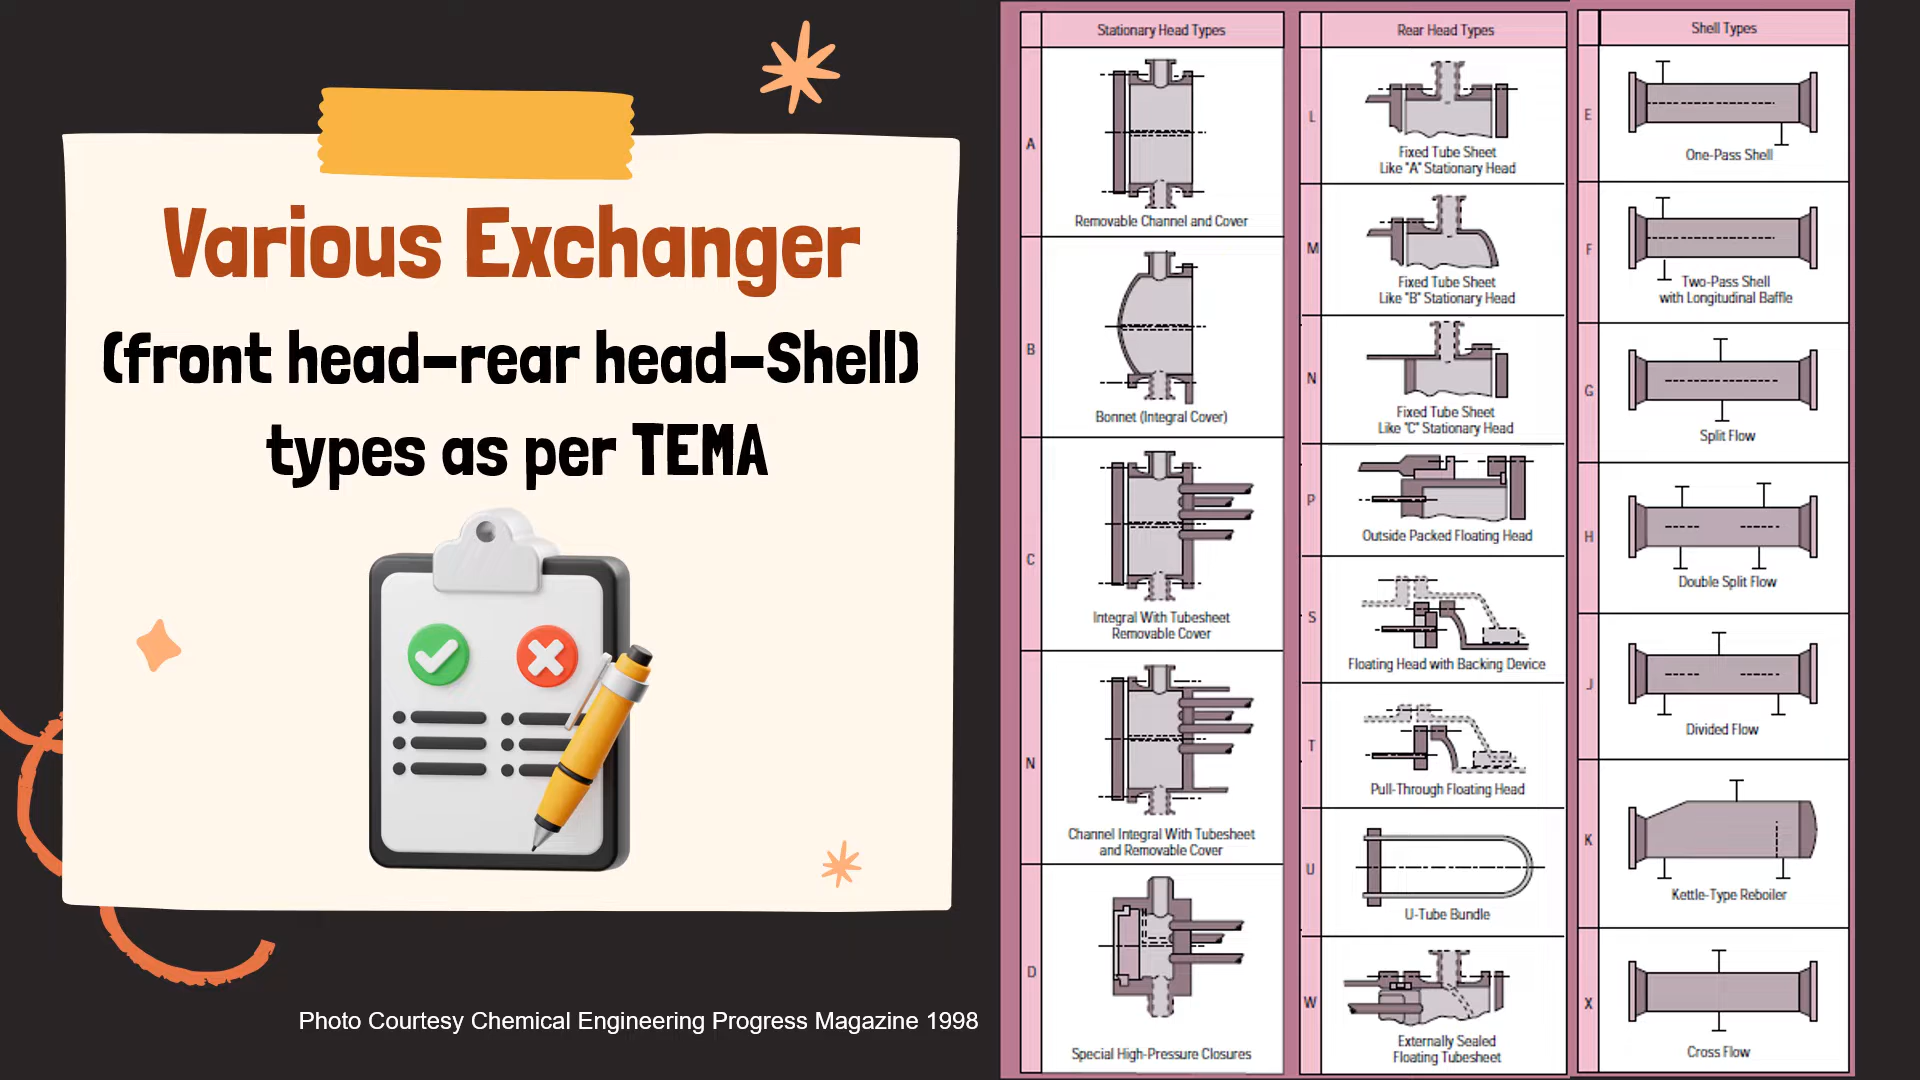 Various Exchanger
(front head-rear head-Shell)
types as per TEMA
Photo Courtesy Chemical Engineering Progress Magazine 1998
Stationary Head Types
A
Removable Channel and Cover
B
Bonnet (Integral Cover)
C
Integral With Tubesheet
Removable Cover
N
Channel Integral With Tubesheet
and Removable Cover
D
Special High-Pressure Closures
Rear Head Types
L
Fixed Tube Sheet
Like "A" Stationary Head
M
Fixed Tube Sheet
Like "B" Stationary Head
N
Fixed Tube Sheet
Like "C" Stationary Head
P
Outside Packed Floating Head
S
Floating Head with Backing Device
T
Pull-Through Floating Head
U
U-Tube Bundle
W
Externally Sealed
Floating Tubesheet
Shell Types
E
One-Pass Shell
F
Two-Pass Shell
with Longitudinal Baffle
G
Split Flow
H
Double Split Flow
J
Divided Flow
K
Kettle-Type Reboiler
X
Cross Flow